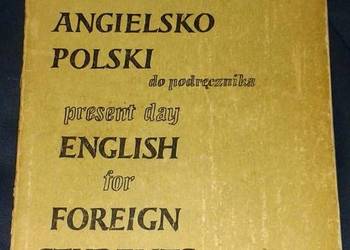 ANGIELSKO
POLSKI
do podręcznika
present day
ENGLISH
for
FOREIGN